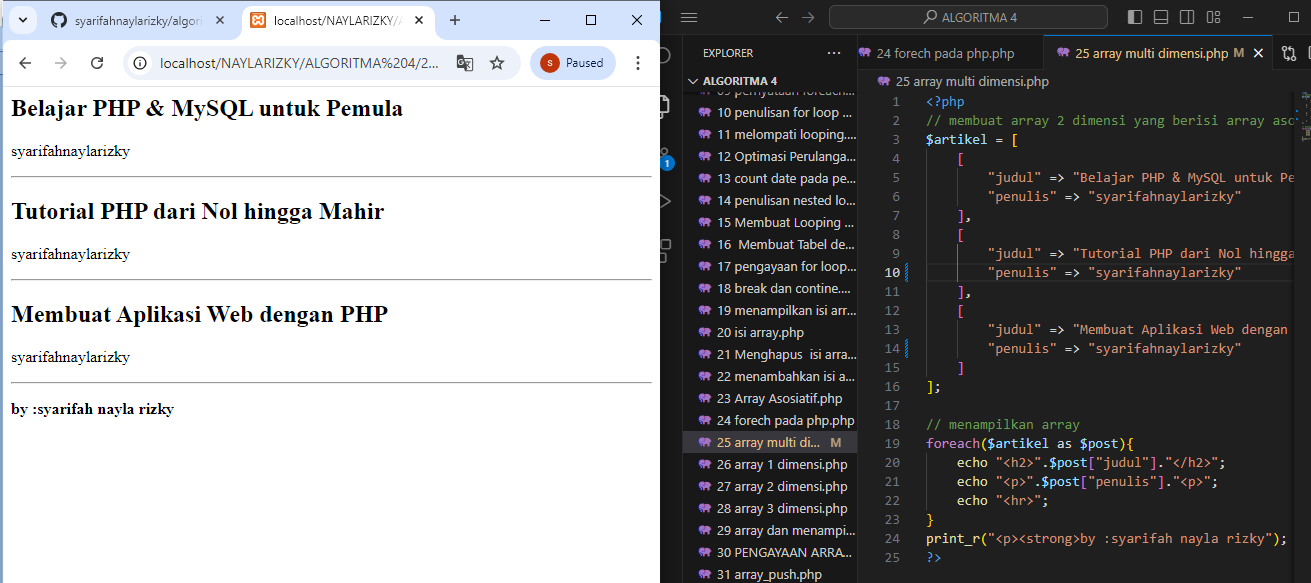 syarifahnaylarizky/algori
localhost/NAYLARIZKY/A
localhost/NAYLARIZKY/ALGORITMA%204/2...
S
Paused
Belajar PHP & MySQL untuk Pemula
syarifahnaylarizky
Tutorial PHP dari Nol hingga Mahir
syarifahnaylarizky
Membuat Aplikasi Web dengan PHP
syarifahnaylarizky
by :syarifah nayla rizky
ALGORITMA 4
1
EXPLORER
ALGORITMA 4
10 penulisan for loop ...
11 melompati looping....
12 Optimasi Perulanga...
13 count date pada pe...
14 penulisan nested lo...
15 Membuat Looping ...
16 Membuat Tabel de...
17 pengayaan for loop...
18 break dan contine....
19 menampilkan isi arr...
20 isi array.php
21 Menghapus isi arra...
22 menambahkan isi a...
23 Array Asosiatif.php
24 forech pada php.php
25 array multi di... M
26 array 1 dimensi.php
27 array 2 dimensi.php
28 array 3 dimensi.php
29 array dan menampi...
30 PENGAYAAN ARRA...
31 array_push.php
24 forech pada php.php
25 array multi dimensi.php M
25 array multi dimensi.php
1 <?php
2 // membuat array 2 dimensi yang berisi array aso
3 $artikel = [
4 [
5 "judul" => "Belajar PHP & MySQL untuk Pe
6 "penulis" => "syarifahnaylarizky"
7 ],
8 [
9 "judul" => "Tutorial PHP dari Nol hingga
10 "penulis" => "syarifahnaylarizky"
11 ],
12 [
13 "judul" => "Membuat Aplikasi Web dengan
14 "penulis" => "syarifahnaylarizky"
15 ]
16 ];
17
18 // menampilkan array
19 foreach($artikel as $post){
20 echo "<h2>".$post["judul"]."</h2>";
21 echo "<p>".$post["penulis"]."<p>";
22 echo "<hr>";
23 }
24 print_r("<p><strong>by :syarifah nayla rizky");
25 ?>